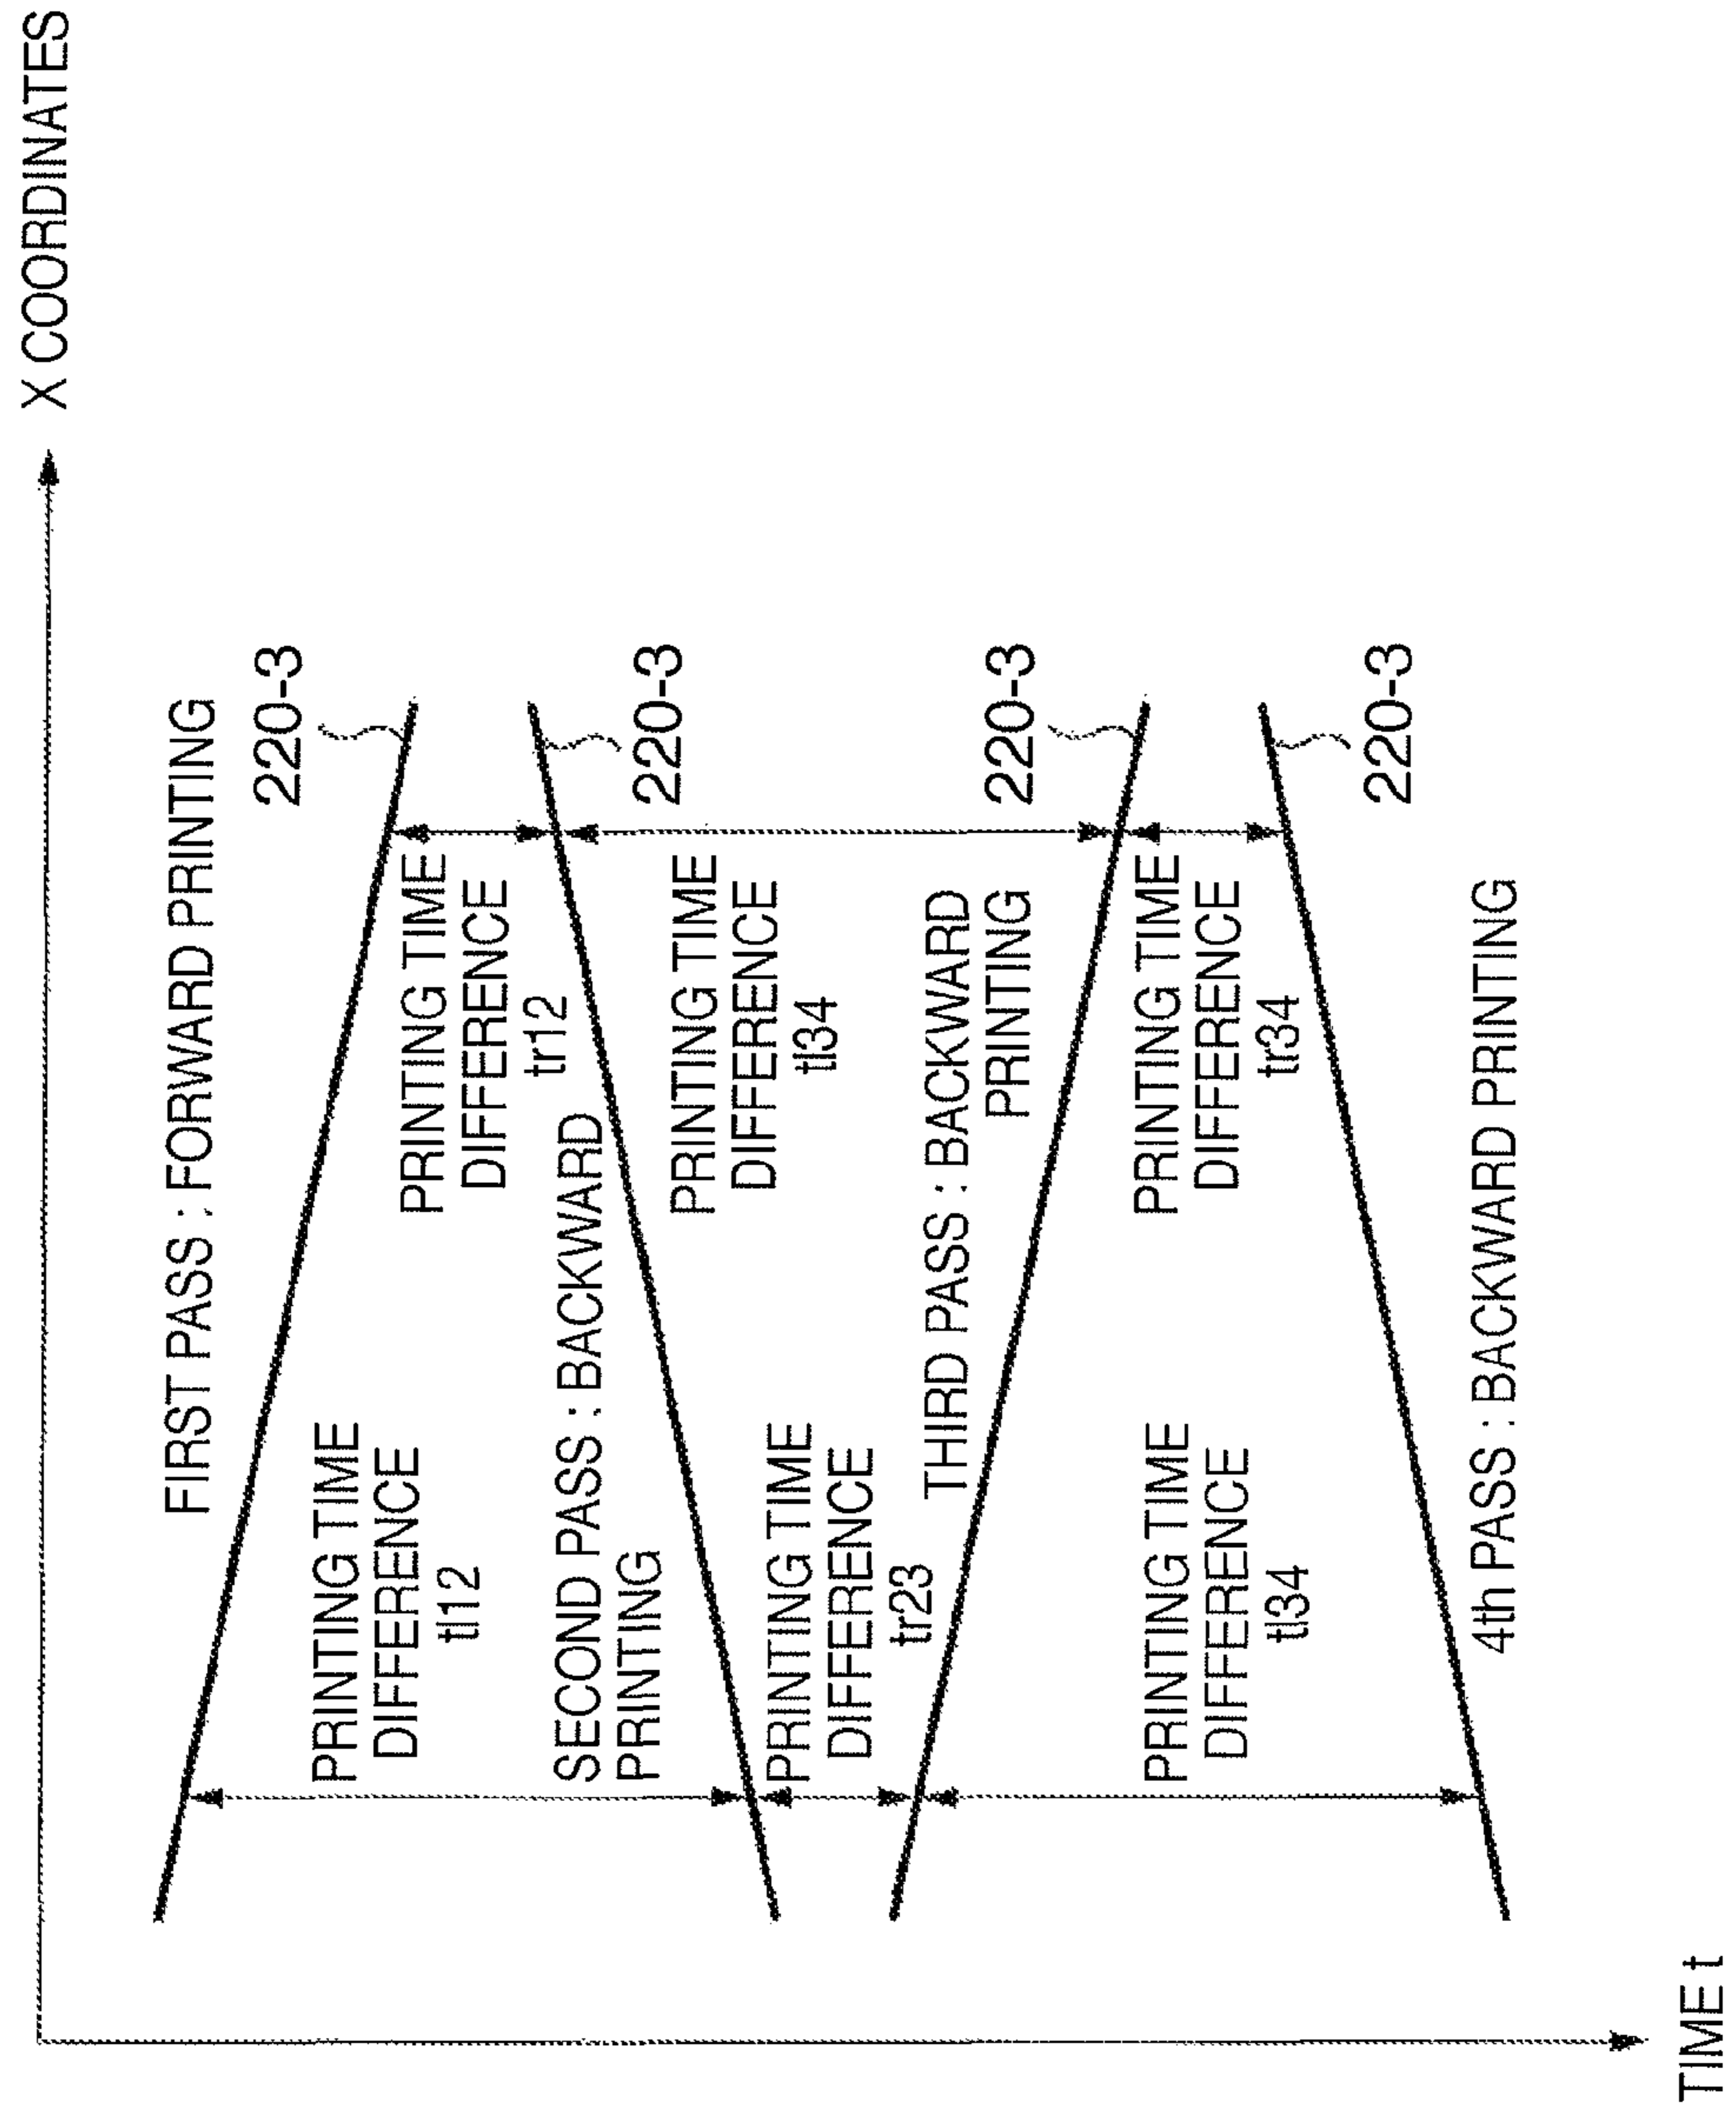 X COORDINATES
FIRST PASS : FORWARD PRINTING
220-3
PRINTING TIME
DIFFERENCE
tl12
PRINTING TIME
DIFFERENCE
tr12
SECOND PASS : BACKWARD
PRINTING
220-3
PRINTING TIME
DIFFERENCE
tl34
PRINTING TIME
DIFFERENCE
tr23
THIRD PASS : BACKWARD
PRINTING
220-3
PRINTING TIME
DIFFERENCE
tl34
PRINTING TIME
DIFFERENCE
tr34
220-3
4th PASS : BACKWARD PRINTING
TIME t